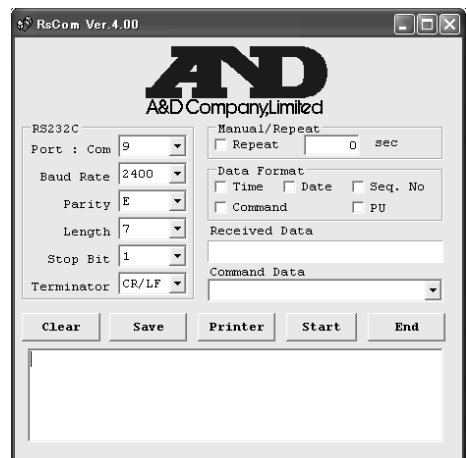 RsCom Ver.4.00
AND
A&D Company,Limited
RS232C
Port : Com 9
Baud Rate 2400
Parity E
Length 7
Stop Bit 1
Terminator CR/LF
Manual/Repeat
Repeat 0 sec
Data Format
Time Date Seq. No
Command PU
Received Data
Command Data
Clear Save Printer Start End